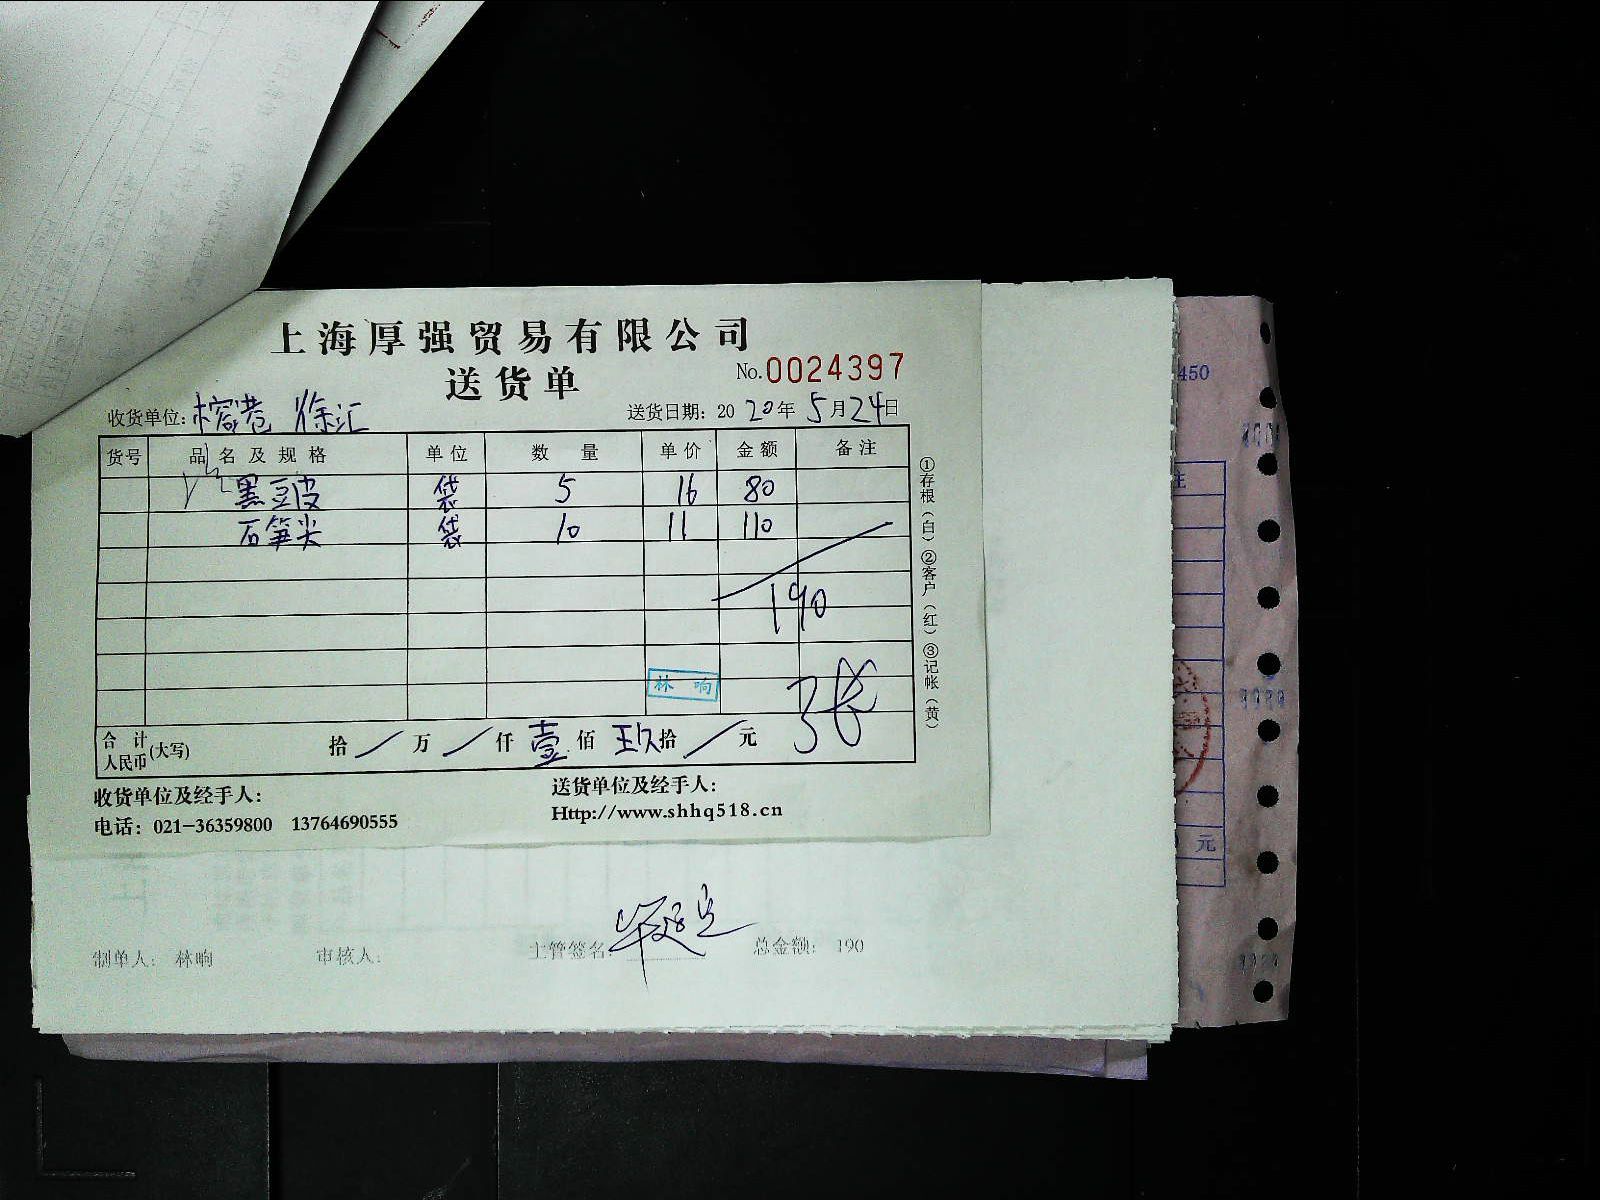 上海厚强贸易有限公司
送货单
No.0024397
收货单位: 榕港 徐汇
送货日期: 2020年5月24日
货号 品名及规格 单位 数量 单价 金额 备注
黑豆皮 袋 5 16 80
石笋尖 袋 10 11 110
190
林 响
合计人民币(大写) 拾 万 仟 壹 佰 玖 拾 元
收货单位及经手人:
送货单位及经手人:
电话: 021-36359800 13764690555
Http://www.shhq518.cn
①存根(白)②客户(红)③记帐(黄)
制单人: 林响 审核人: 主管签名: 总金额: 190
450
元